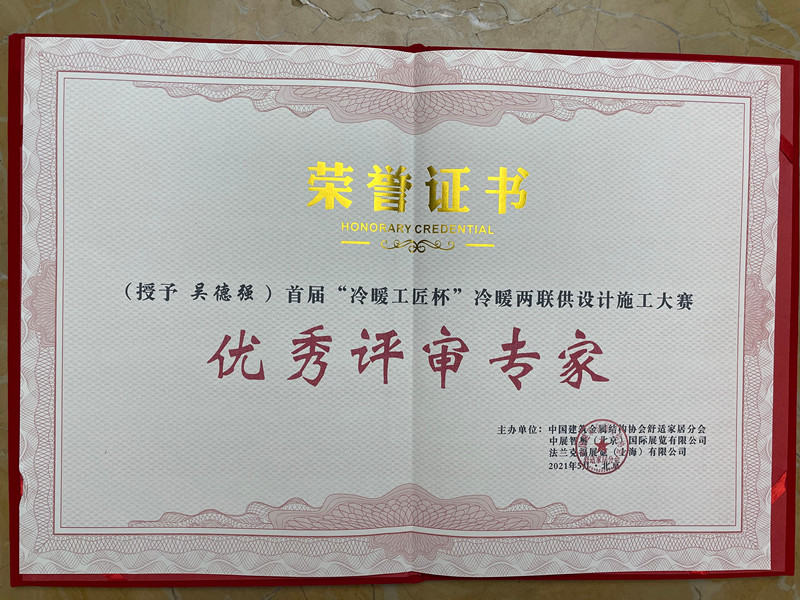 荣誉证书
HONORARY CREDENTIAL
（授予 吴德强 ）首届“冷暖工匠杯”冷暖两联供设计施工大赛
优秀评审专家
主办单位：中国建筑金属结构协会舒适家居分会
中展智奥（北京）国际展览有限公司
法兰克福展览（上海）有限公司
2021年5月·北京